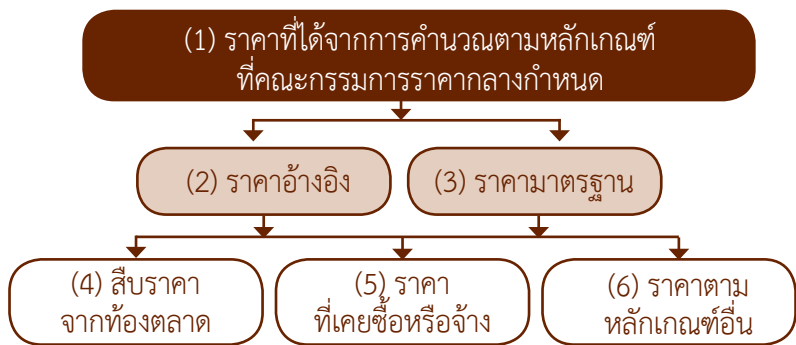 (1) ราคาที่ได้จากการคำนวณตามหลักเกณฑ์
ที่คณะกรรมการราคากลางกำหนด
(2) ราคาอ้างอิง
(3) ราคามาตรฐาน
(4) สืบราคา
จากท้องตลาด
(5) ราคา
ที่เคยซื้อหรือจ้าง
(6) ราคาตาม
หลักเกณฑ์อื่น